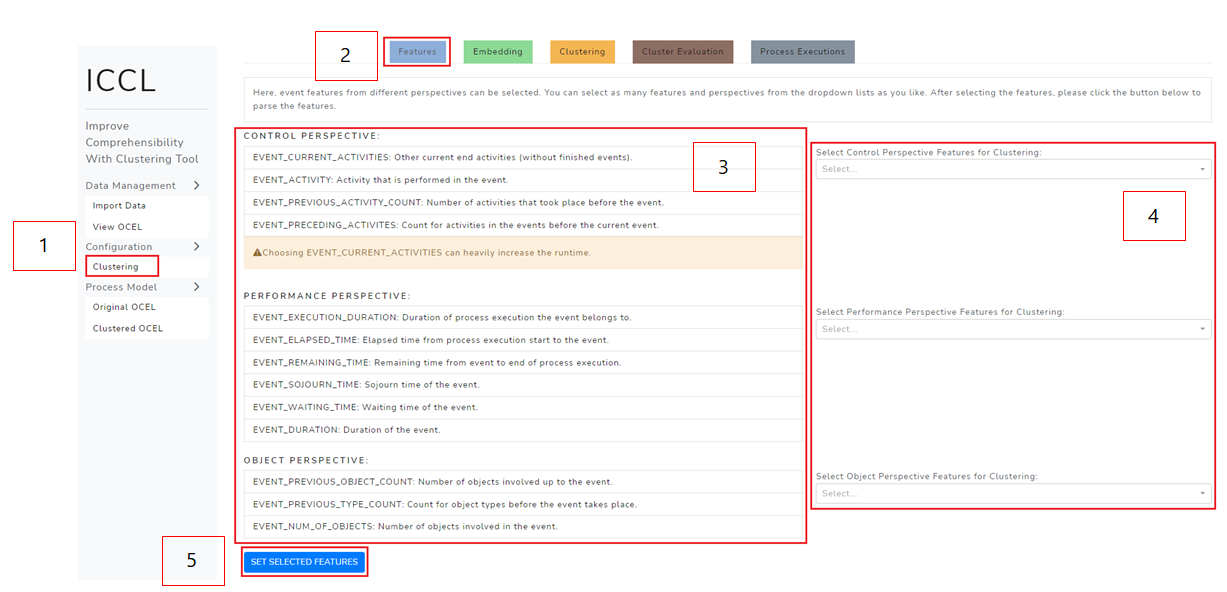 2
Features
Embedding
Clustering
Cluster Evaluation
Process Executions
ICCL
Improve
Comprehensibility
With Clustering Tool
Data Management
Import Data
View OCEL
1
Configuration
Clustering
Process Model
Original OCEL
Clustered OCEL
Here, event features from different perspectives can be selected. You can select as many features and perspectives from the dropdown lists as you like. After selecting the features, please click the button below to
parse the features.
CONTROL PERSPECTIVE:
EVENT_CURRENT_ACTIVITIES: Other current end activities (without finished events).
EVENT_ACTIVITY: Activity that is performed in the event.
EVENT_PREVIOUS_ACTIVITY_COUNT: Number of activities that took place before the event.
EVENT_PRECEDING_ACTIVITES: Count for activities in the events before the current event.
Choosing EVENT_CURRENT_ACTIVITIES can heavily increase the runtime.
3
Select Control Perspective Features for Clustering:
Select...
4
PERFORMANCE PERSPECTIVE:
EVENT_EXECUTION_DURATION: Duration of process execution the event belongs to.
EVENT_ELAPSED_TIME: Elapsed time from process execution start to the event.
EVENT_REMAINING_TIME: Remaining time from event to end of process execution.
EVENT_SOJOURN_TIME: Sojourn time of the event.
EVENT_WAITING_TIME: Waiting time of the event.
EVENT_DURATION: Duration of the event.
Select Performance Perspective Features for Clustering:
Select...
OBJECT PERSPECTIVE:
EVENT_PREVIOUS_OBJECT_COUNT: Number of objects involved up to the event.
EVENT_PREVIOUS_TYPE_COUNT: Count for object types before the event takes place.
EVENT_NUM_OF_OBJECTS: Number of objects involved in the event.
Select Object Perspective Features for Clustering:
Select...
5
SET SELECTED FEATURES